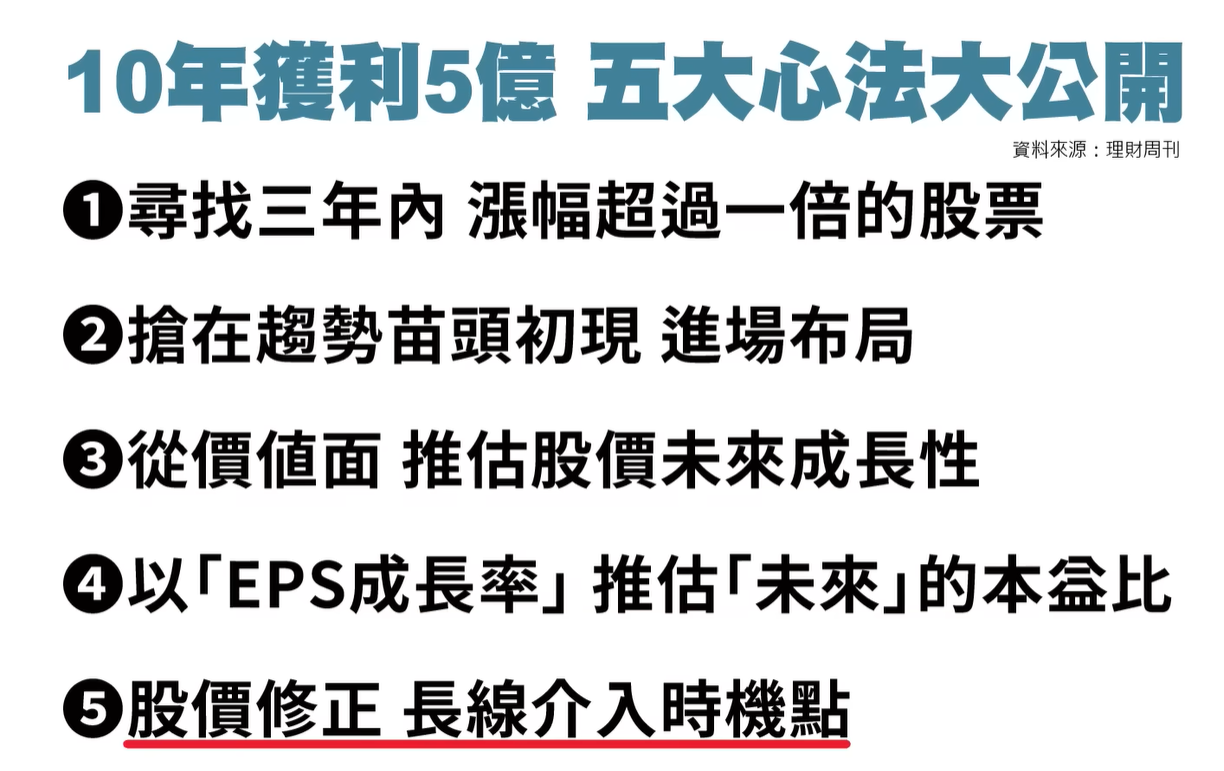 10年獲利5億 五大心法大公開
資料來源：理財周刊
❶尋找三年內 漲幅超過一倍的股票
❷搶在趨勢苗頭初現 進場布局
❸從價值面 推估股價未來成長性
❹以「EPS成長率」推估「未來」的本益比
❺股價修正 長線介入時機點